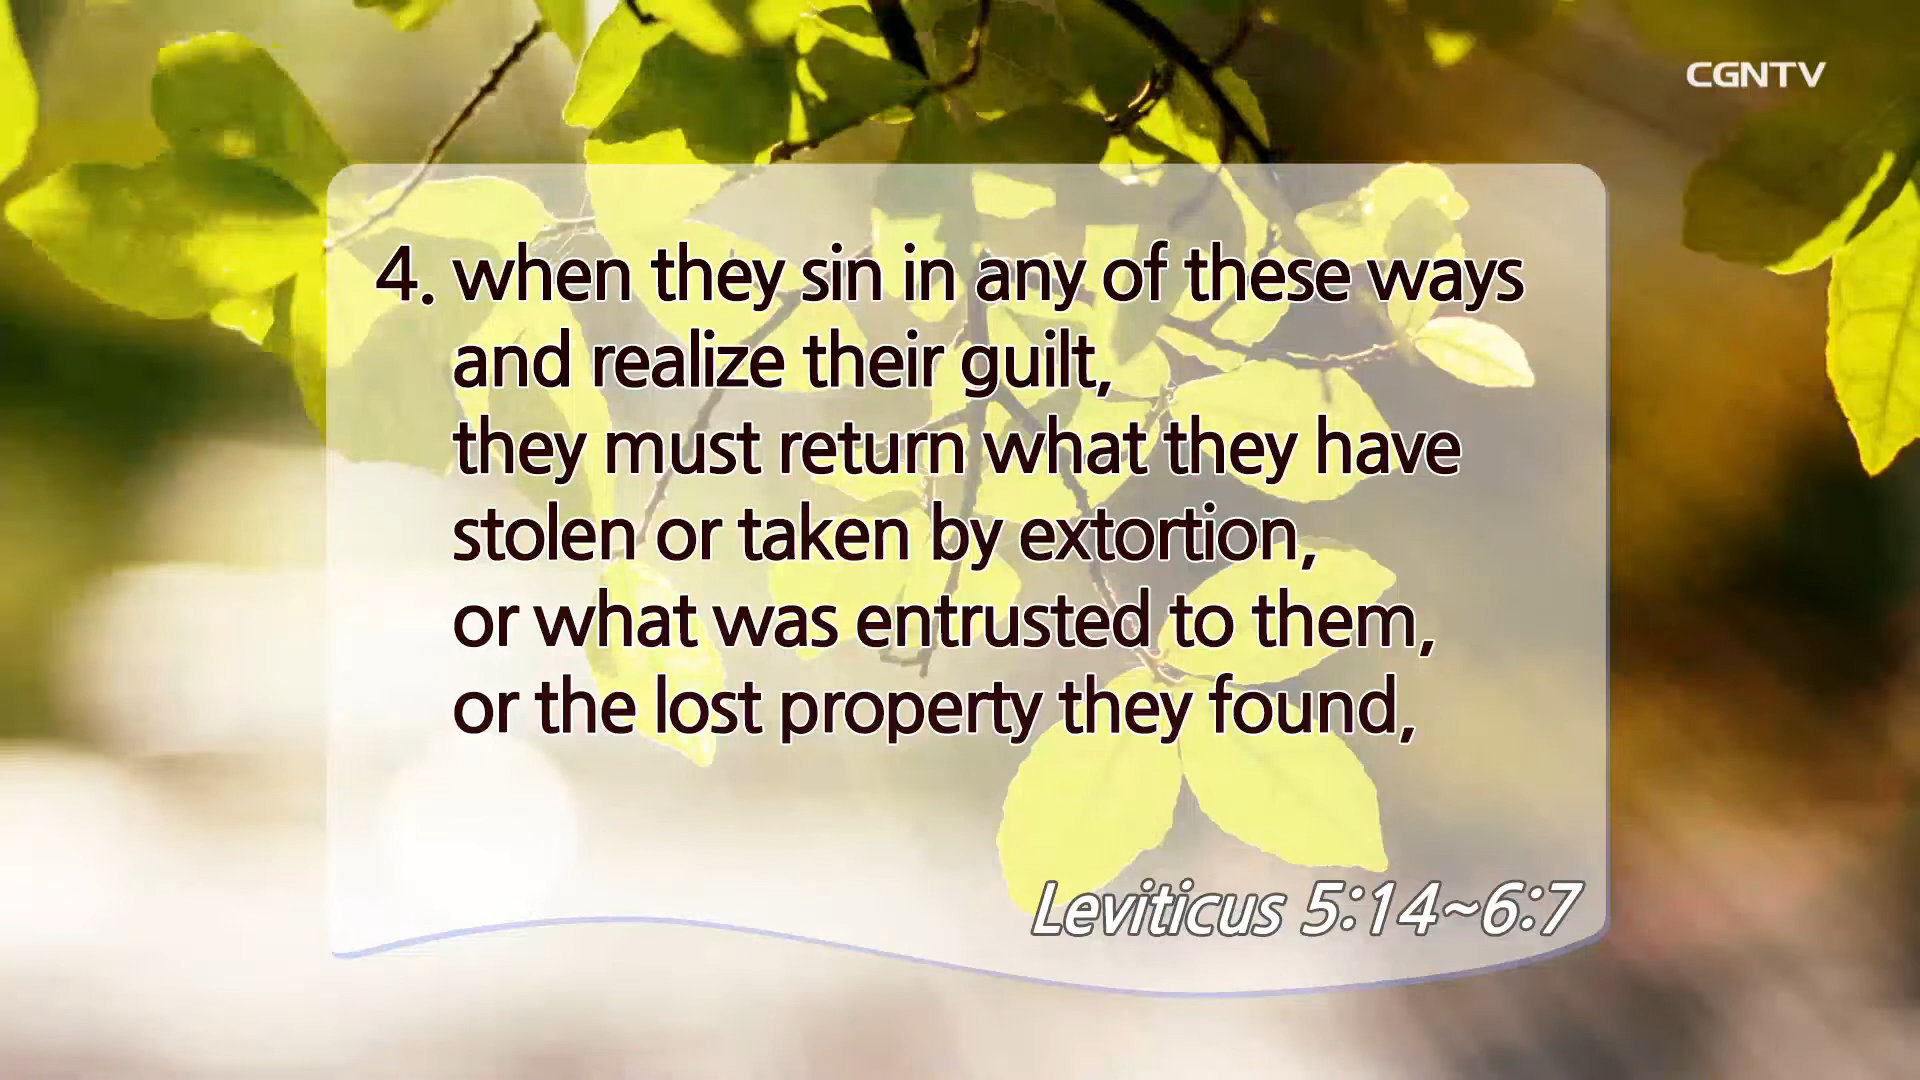 CGNTV
4. when they sin in any of these ways
and realize their guilt,
they must return what they have
stolen or taken by extortion,
or what was entrusted to them,
or the lost property they found,
Leviticus 5:14~6:7